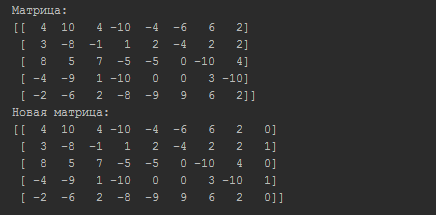 Матрица:
[[  4  10   4 -10  -4  -6   6   2]
 [  3  -8  -1   1   2  -4   2   2]
 [  8   5   7  -5  -5   0 -10   4]
 [ -4  -9   1 -10   0   0   3 -10]
 [ -2  -6   2  -8  -9   9   6   2]]
Новая матрица:
[[  4  10   4 -10  -4  -6   6   2   0]
 [  3  -8  -1   1   2  -4   2   2   1]
 [  8   5   7  -5  -5   0 -10   4   0]
 [ -4  -9   1 -10   0   0   3 -10   1]
 [ -2  -6   2  -8  -9   9   6   2   0]]